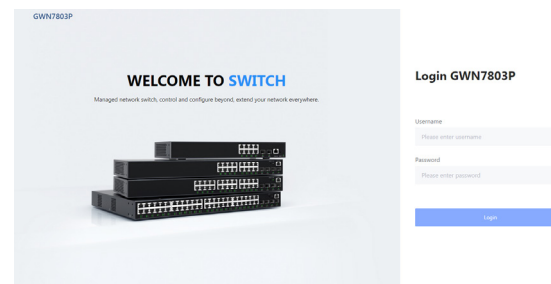 GWN7803P
WELCOME TO SWITCH
Managed network switch, control and configure beyond, extend your network everywhere.
Login GWN7803P
Username
Please enter username
Password
Please enter password
Login